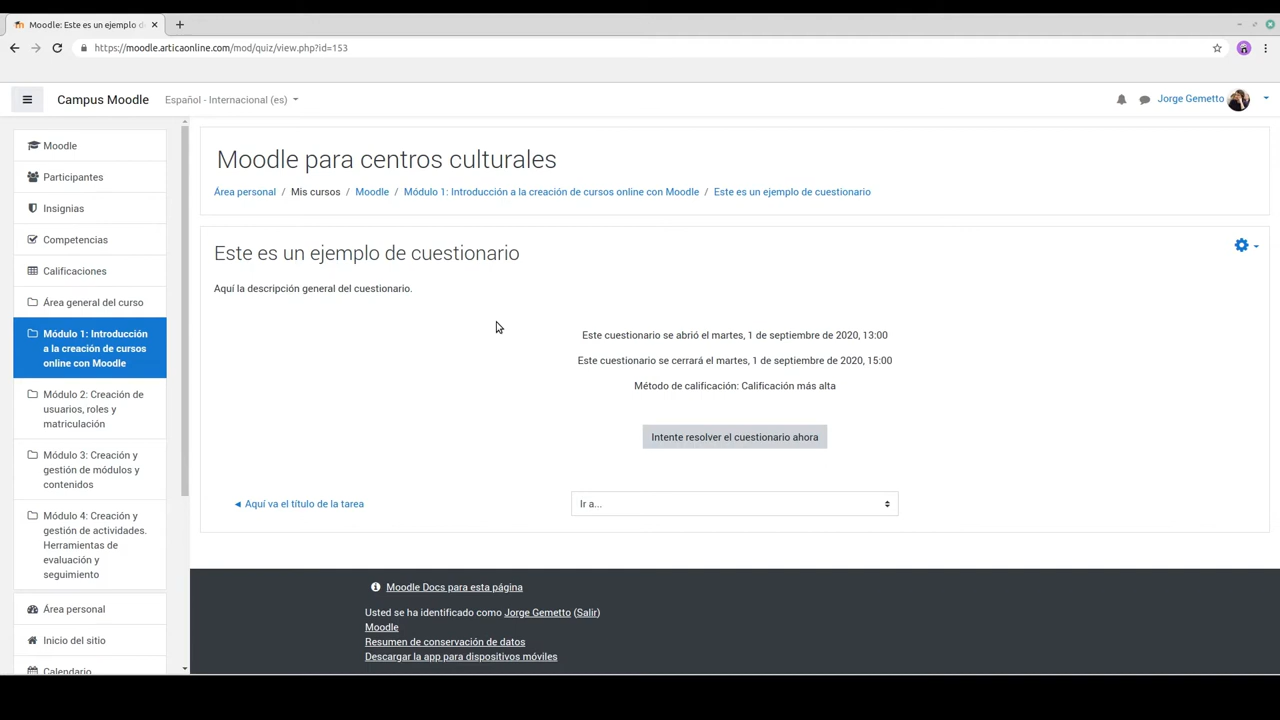 Moodle: Este es un ejemplo d
https://moodle.articaonline.com/mod/quiz/view.php?id=153
Campus Moodle
Español - Internacional (es)
Jorge Gemetto
Moodle
Participantes
Insignias
Competencias
Calificaciones
Área general del curso
Módulo 1: Introducción
a la creación de cursos
online con Moodle
Módulo 2: Creación de
usuarios, roles y
matriculación
Módulo 3: Creación y
gestión de módulos y
contenidos
Módulo 4: Creación y
gestión de actividades.
Herramientas de
evaluación y
seguimiento
Área personal
Inicio del sitio
Calendario
Moodle para centros culturales
Área personal / Mis cursos / Moodle / Módulo 1: Introducción a la creación de cursos online con Moodle / Este es un ejemplo de cuestionario
Este es un ejemplo de cuestionario
Aquí la descripción general del cuestionario.
Este cuestionario se abrió el martes, 1 de septiembre de 2020, 13:00
Este cuestionario se cerrará el martes, 1 de septiembre de 2020, 15:00
Método de calificación: Calificación más alta
Intente resolver el cuestionario ahora
◄ Aquí va el título de la tarea
Ir a...
Moodle Docs para esta página
Usted se ha identificado como Jorge Gemetto (Salir)
Moodle
Resumen de conservación de datos
Descargar la app para dispositivos móviles